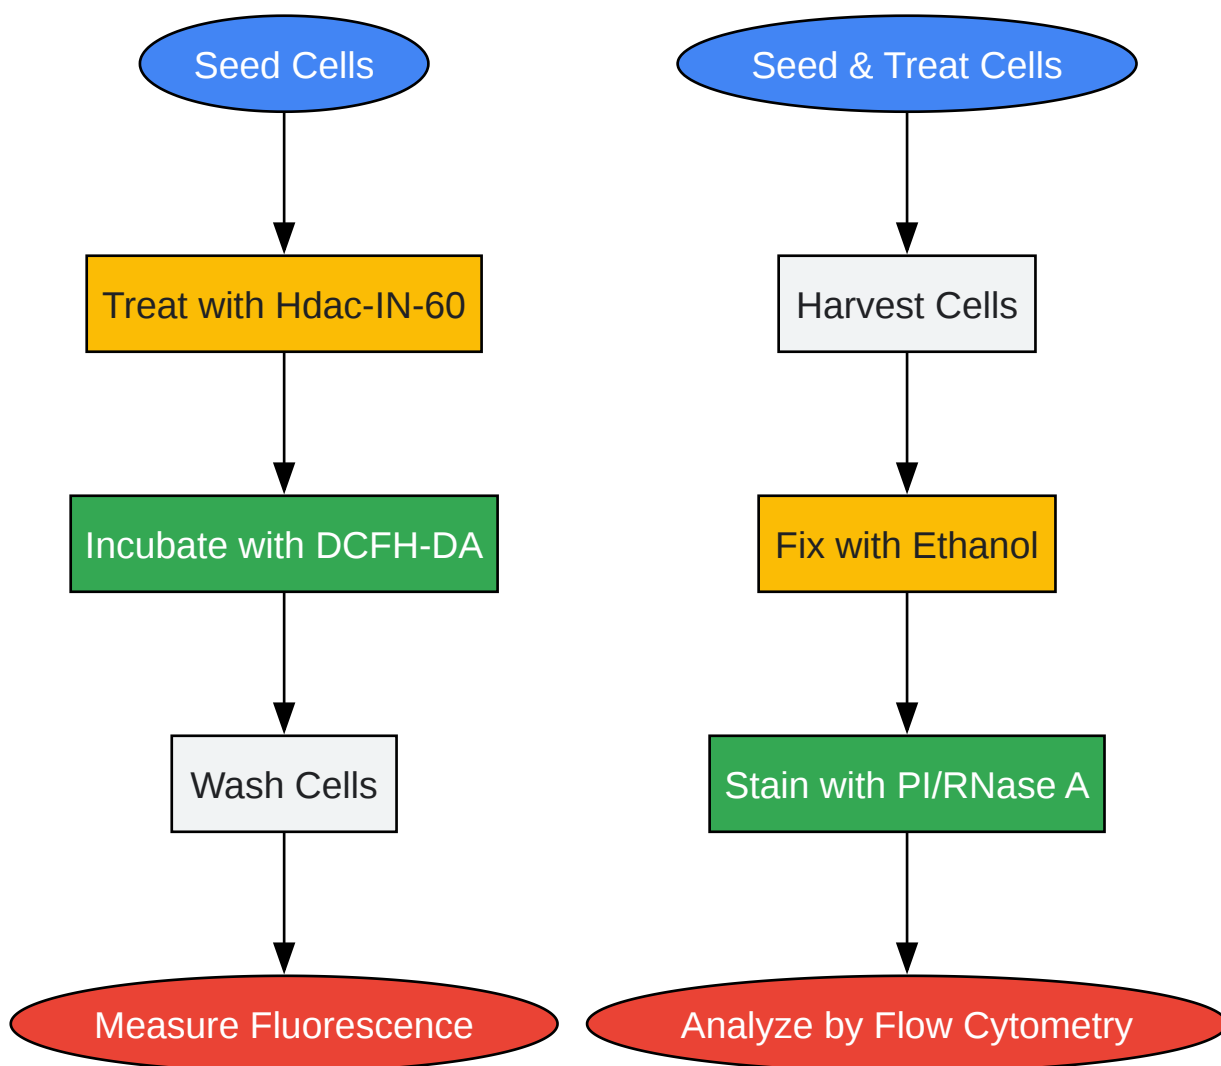 Seed Cells
Treat with Hdac-IN-60
Incubate with DCFH-DA
Wash Cells
Measure Fluorescence
Seed & Treat Cells
Harvest Cells
Fix with Ethanol
Stain with PI/RNase A
Analyze by Flow Cytometry